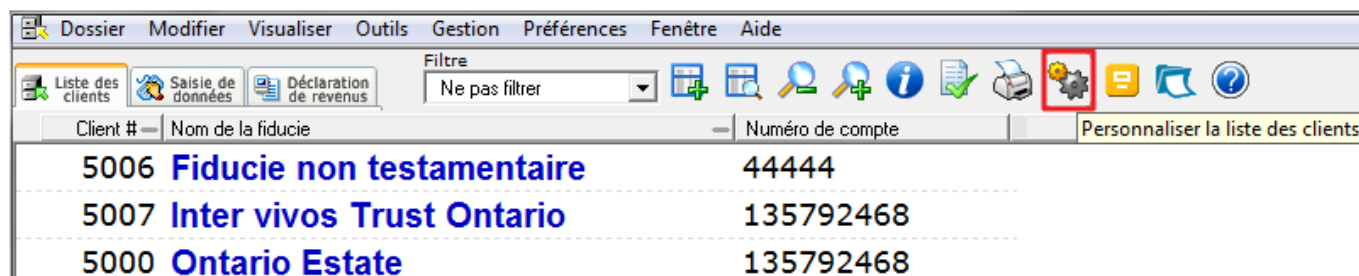 Dossier Modifier Visualiser Outils Gestion Préférences Fenêtre Aide
Filtre
Liste des clients Saisie de données Déclaration de revenus Ne pas filtrer
Client # Nom de la fiducie Numéro de compte Personnaliser la liste des clients
5006 Fiducie non testamentaire 44444
5007 Inter vivos Trust Ontario 135792468
5000 Ontario Estate 135792468